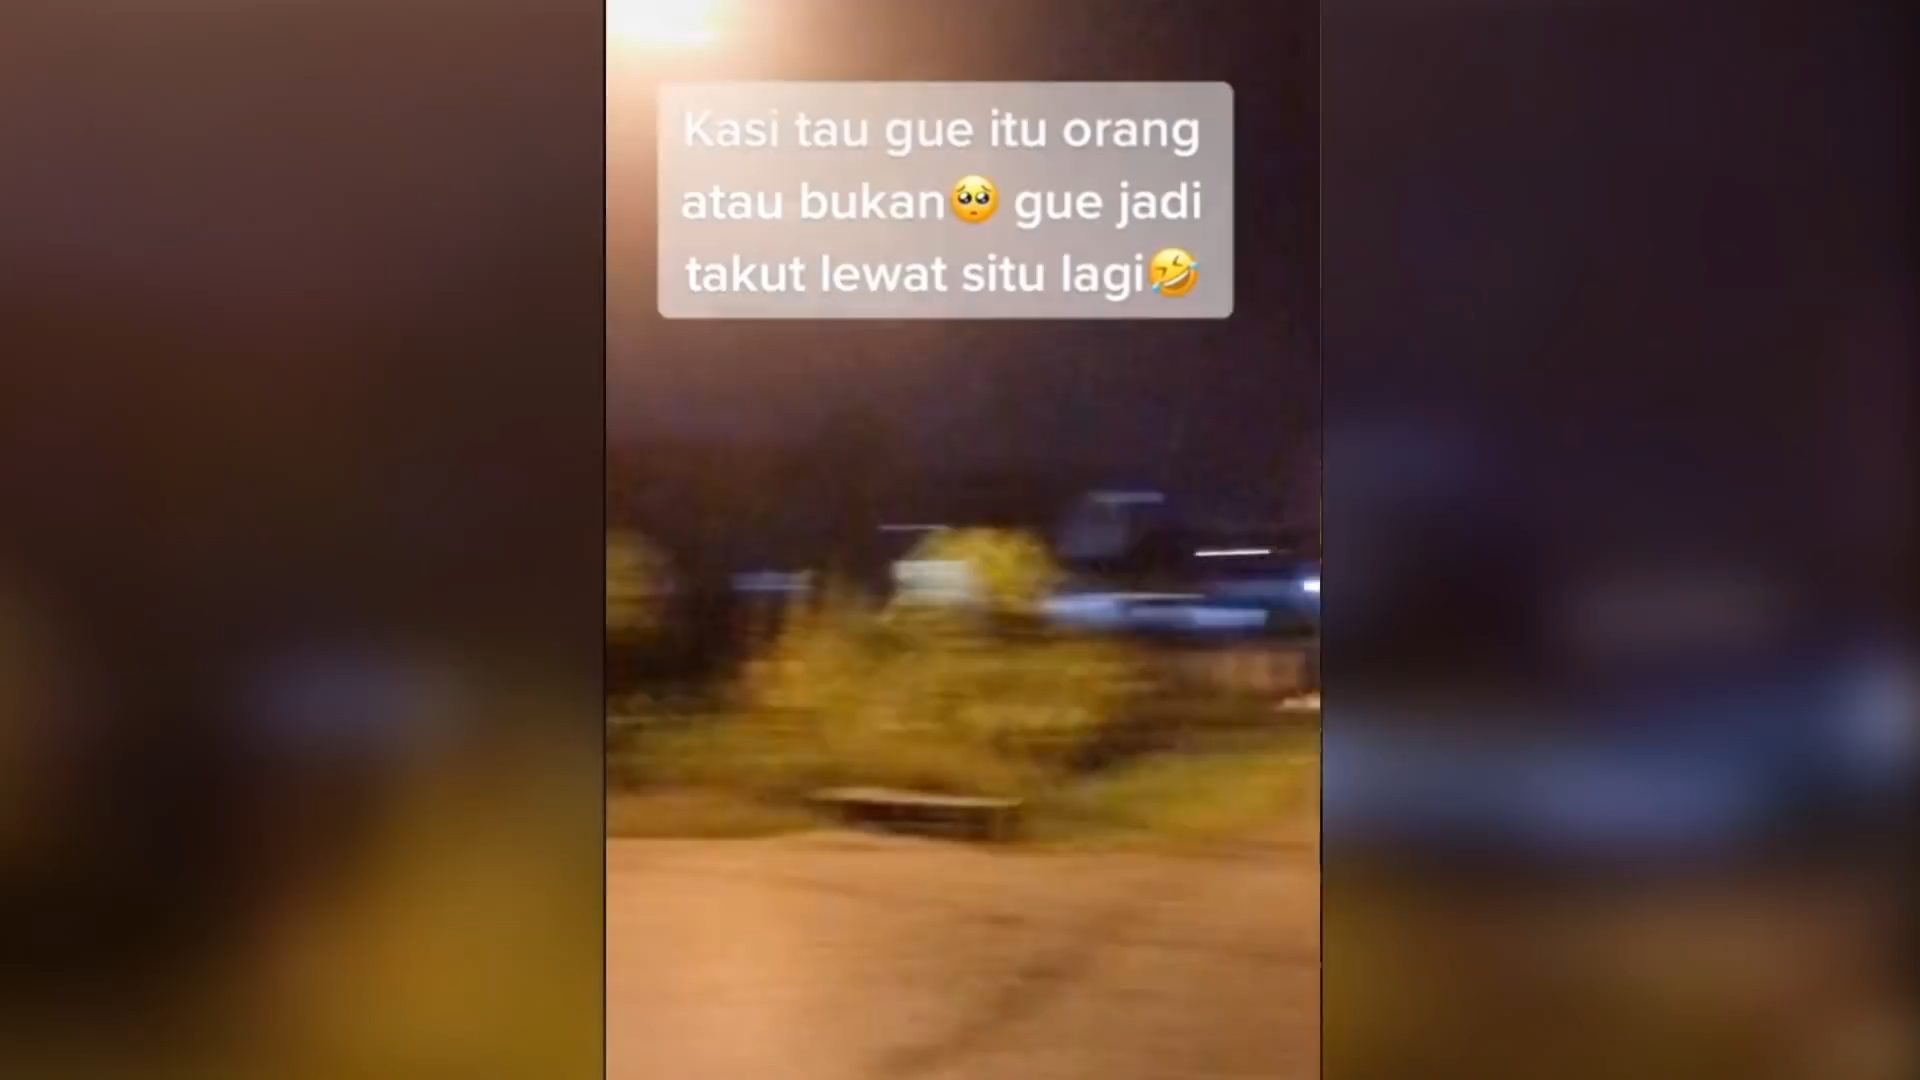 Kasi tau gue itu orang
atau bukan🥺 gue jadi
takut lewat situ lagi🤣